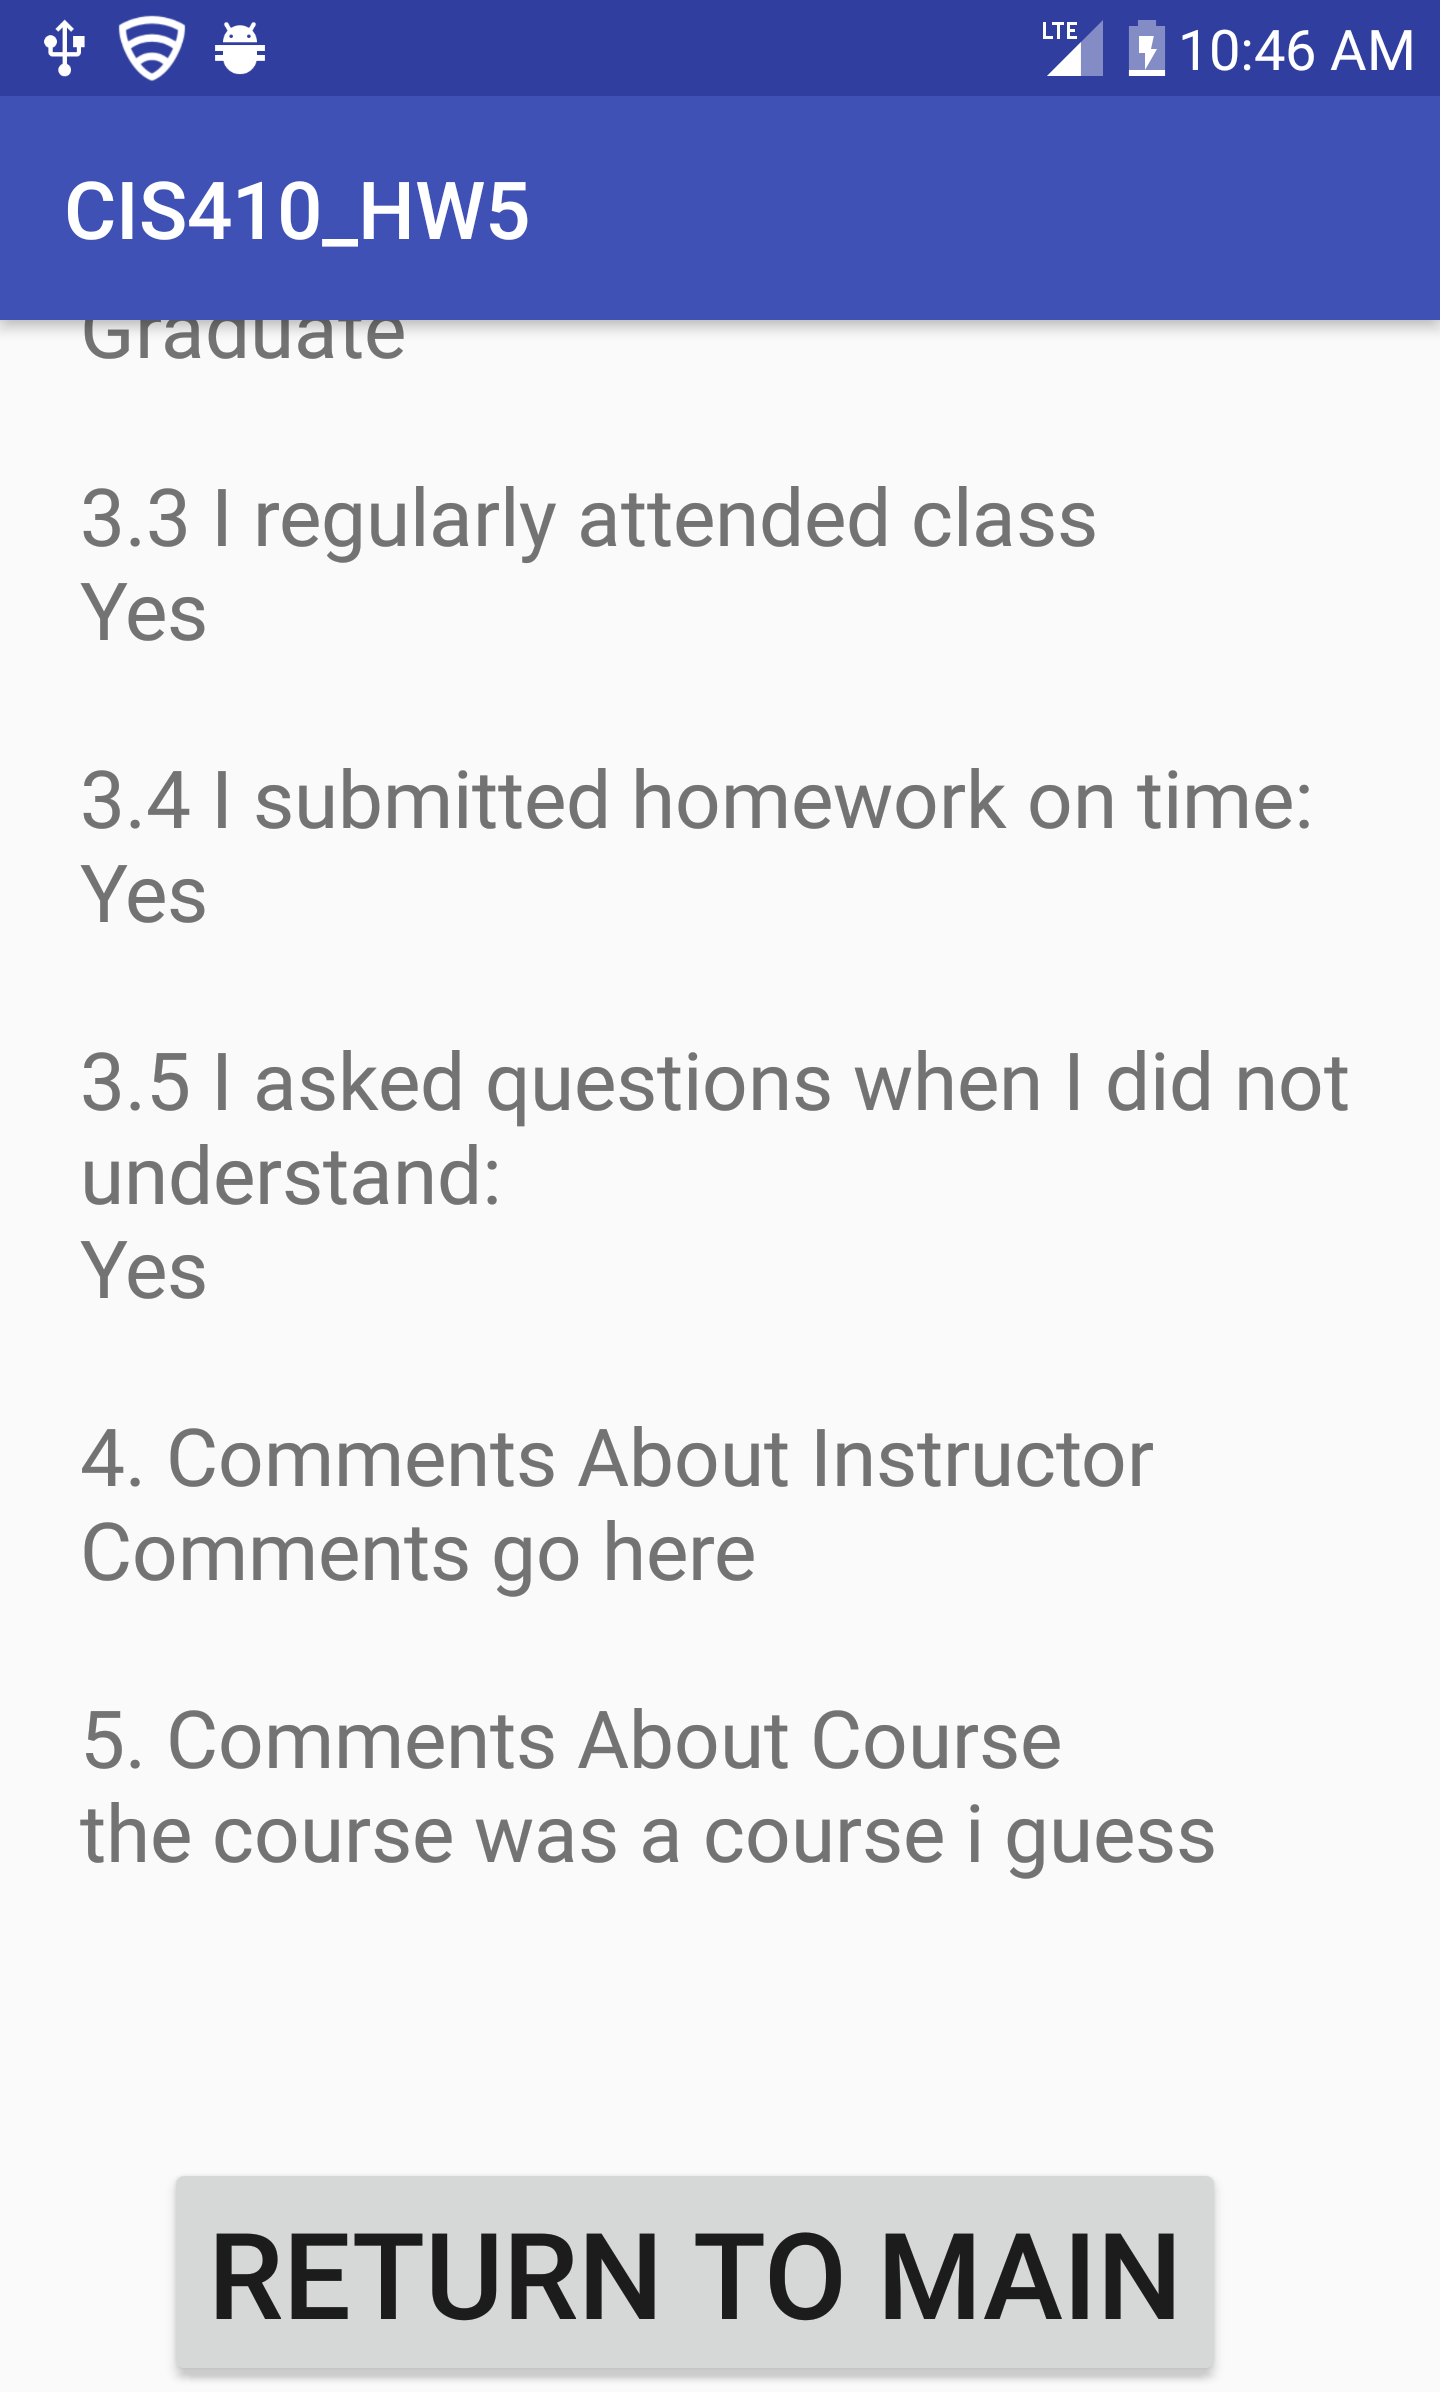 LTE 10:46 AM
CIS410_HW5
Graduate
3.3 I regularly attended class
Yes
3.4 I submitted homework on time:
Yes
3.5 I asked questions when I did not
understand:
Yes
4. Comments About Instructor
Comments go here
5. Comments About Course
the course was a course i guess
RETURN TO MAIN